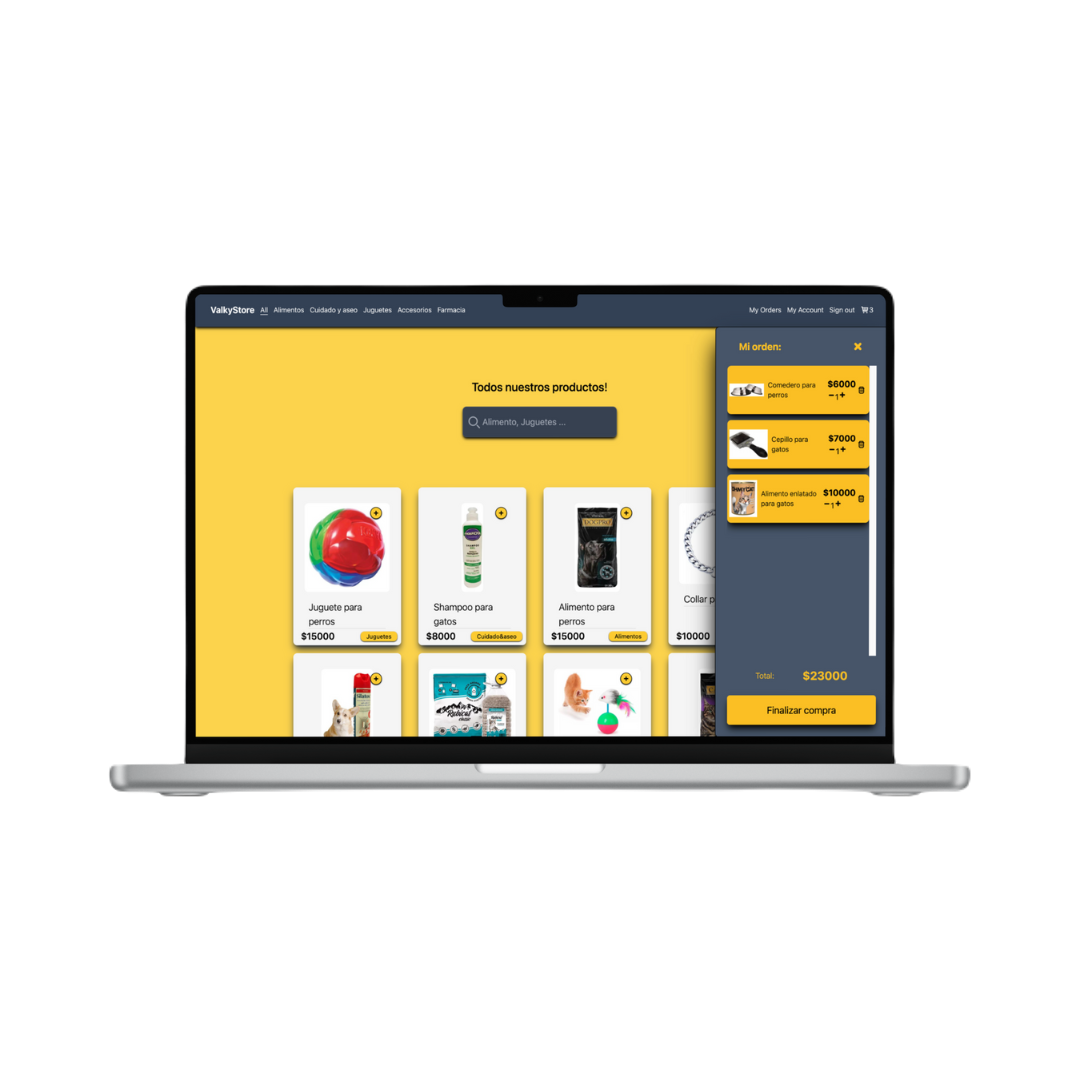 ValkyStore All Alimentos Cuidado y aseo Juguetes Accesorios Farmacia My Orders My Account Sign out 3
Todos nuestros productos!
Alimento, Juguetes ...
Juguete para
perros
$15000 Juguetes
Shampoo para
gatos
$8000 Cuidado&aseo
Alimento para
perros
$15000 Alimentos
Collar p
$10000
Mi orden:
Comedero para
perros
$6000
1
Cepillo para
gatos
$7000
1
Alimento enlatado
para gatos
$10000
1
Total: $23000
Finalizar compra